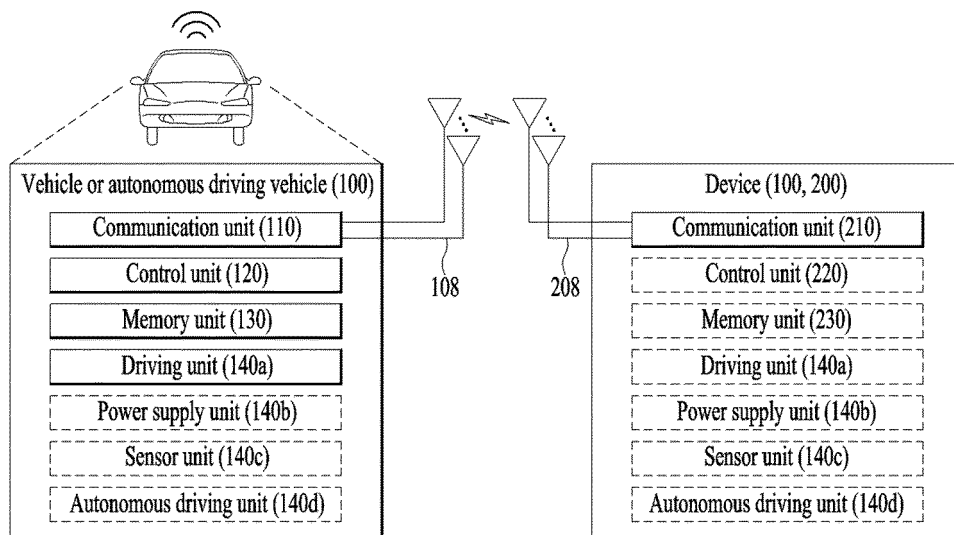 Vehicle or autonomous driving vehicle (100)
Communication unit (110)
Control unit (120)
Memory unit (130)
Driving unit (140a)
Power supply unit (140b)
Sensor unit (140c)
Autonomous driving unit (140d)
108
208
Device (100, 200)
Communication unit (210)
Control unit (220)
Memory unit (230)
Driving unit (140a)
Power supply unit (140b)
Sensor unit (140c)
Autonomous driving unit (140d)